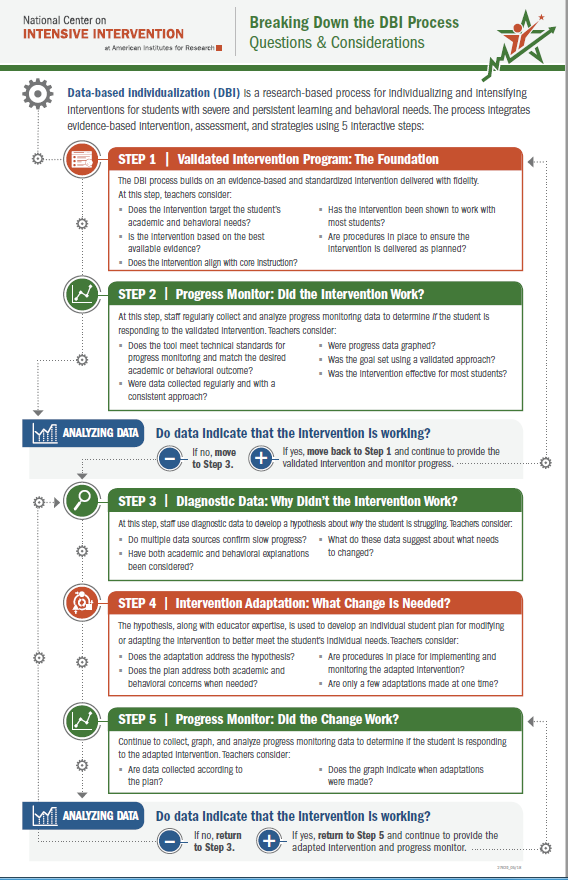 National Center on
INTENSIVE INTERVENTION
at American Institutes for Research
Breaking Down the DBI Process
Questions & Considerations
Data-based individualization (DBI) is a research-based process for individualizing and intensifying
interventions for students with severe and persistent learning and behavioral needs. The process integrates
evidence-based intervention, assessment, and strategies using 5 interactive steps:
STEP 1 | Validated Intervention Program: The Foundation
The DBI process builds on an evidence-based and standardized intervention delivered with fidelity.
At this step, teachers consider:
▪ Does the intervention target the student's
academic and behavioral needs?
▪ Is the intervention based on the best
available evidence?
▪ Does the intervention align with core instruction?
▪ Has the intervention been shown to work with
most students?
▪ Are procedures in place to ensure the
intervention is delivered as planned?
STEP 2 | Progress Monitor: Did the Intervention Work?
At this step, staff regularly collect and analyze progress monitoring data to determine if the student is
responding to the validated intervention. Teachers consider:
▪ Does the tool meet technical standards for
progress monitoring and match the desired
academic or behavioral outcome?
▪ Were data collected regularly and with a
consistent approach?
▪ Were progress data graphed?
▪ Was the goal set using a validated approach?
▪ Was the intervention effective for most students?
ANALYZING DATA
Do data indicate that the intervention is working?
If no, move
to Step 3.
If yes, move back to Step 1 and continue to provide the
validated intervention and monitor progress.
STEP 3 | Diagnostic Data: Why Didn't the Intervention Work?
At this step, staff use diagnostic data to develop a hypothesis about why the student is struggling. Teachers consider:
▪ Do multiple data sources confirm slow progress?
▪ Have both academic and behavioral explanations
been considered?
▪ What do these data suggest about what needs
to changed?
STEP 4 | Intervention Adaptation: What Change Is Needed?
The hypothesis, along with educator expertise, is used to develop an individual student plan for modifying
or adapting the intervention to better meet the student's individual needs. Teachers consider:
▪ Does the adaptation address the hypothesis?
▪ Does the plan address both academic and
behavioral concerns when needed?
▪ Are procedures in place for implementing and
monitoring the adapted intervention?
▪ Are only a few adaptations made at one time?
STEP 5 | Progress Monitor: Did the Change Work?
Continue to collect, graph, and analyze progress monitoring data to determine if the student is responding
to the adapted intervention. Teachers consider:
▪ Are data collected according to
the plan?
▪ Does the graph indicate when adaptations
were made?
ANALYZING DATA
Do data indicate that the intervention is working?
If no, return
to Step 3.
If yes, return to Step 5 and continue to provide the
adapted intervention and progress monitor.